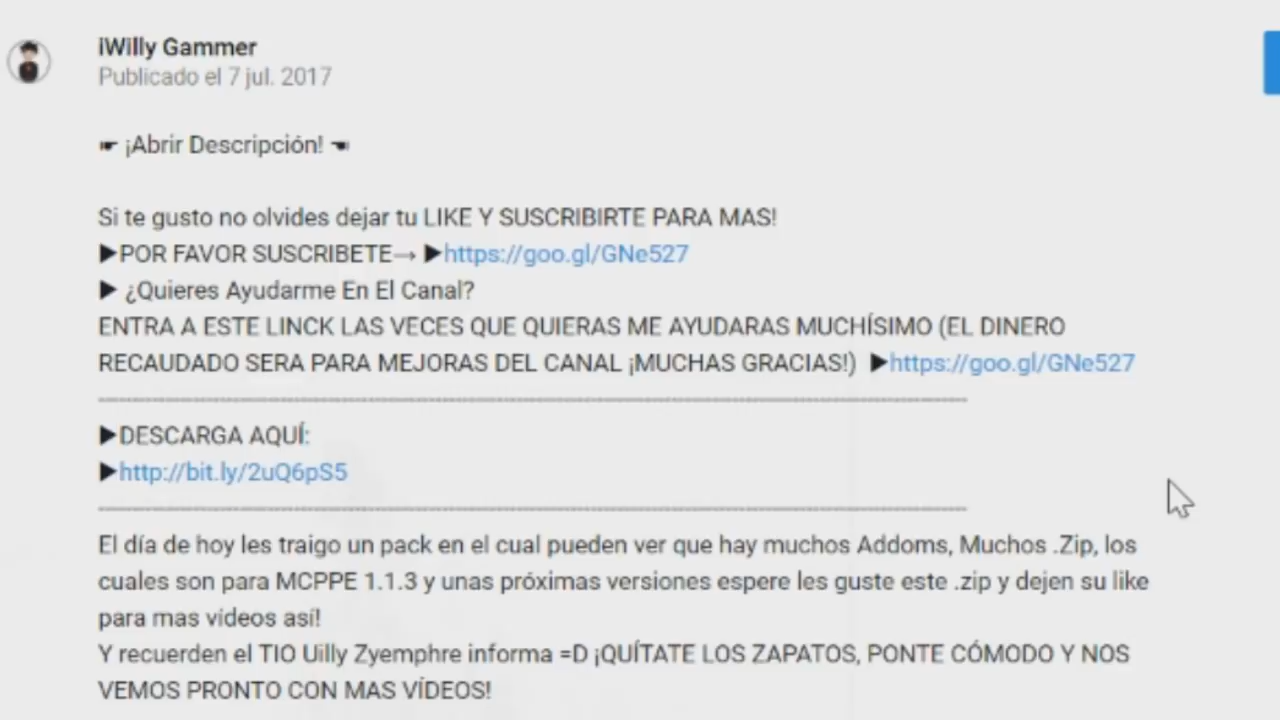 iWilly Gammer
Publicado el 7 jul. 2017
☛ ¡Abrir Descripción! ☚
Si te gusto no olvides dejar tu LIKE Y SUSCRIBIRTE PARA MAS!
▶POR FAVOR SUSCRIBETE→ ▶https://goo.gl/GNe527
▶ ¿Quieres Ayudarme En El Canal?
ENTRA A ESTE LINCK LAS VECES QUE QUIERAS ME AYUDARAS MUCHÍSIMO (EL DINERO
RECAUDADO SERA PARA MEJORAS DEL CANAL ¡MUCHAS GRACIAS!) ▶https://goo.gl/GNe527
▶DESCARGA AQUÍ:
▶http://bit.ly/2uQ6pS5
El día de hoy les traigo un pack en el cual pueden ver que hay muchos Addoms, Muchos .Zip, los
cuales son para MCPPE 1.1.3 y unas próximas versiones espere les guste este .zip y dejen su like
para mas vídeos así!
Y recuerden el TIO Uilly Zyemphre informa =D ¡QUÍTATE LOS ZAPATOS, PONTE CÓMODO Y NOS
VEMOS PRONTO CON MAS VÍDEOS!